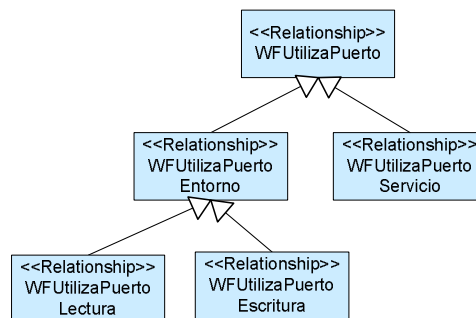 <<Relationship>>
WFUtilizaPuerto
<<Relationship>>
WFUtilizaPuerto
Entorno
<<Relationship>>
WFUtilizaPuerto
Servicio
<<Relationship>>
WFUtilizaPuerto
Lectura
<<Relationship>>
WFUtilizaPuerto
Escritura